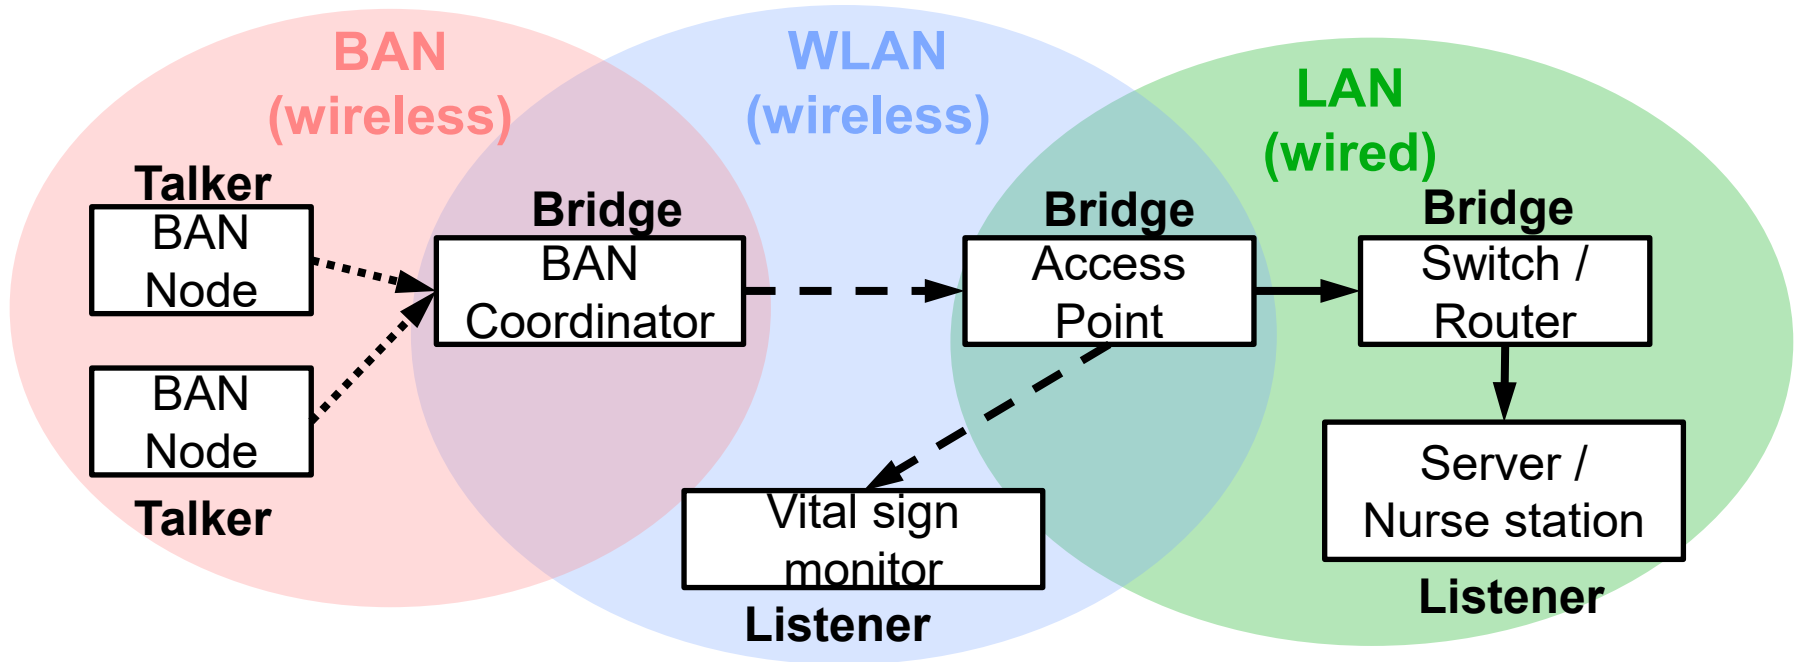 BAN
(wireless)
WLAN
(wireless)
LAN
(wired)
Talker
BAN
Node
BAN
Node
Talker
Bridge
BAN
Coordinator
Bridge
Access
Point
Bridge
Switch /
Router
Vital sign
monitor
Listener
Server /
Nurse station
Listener